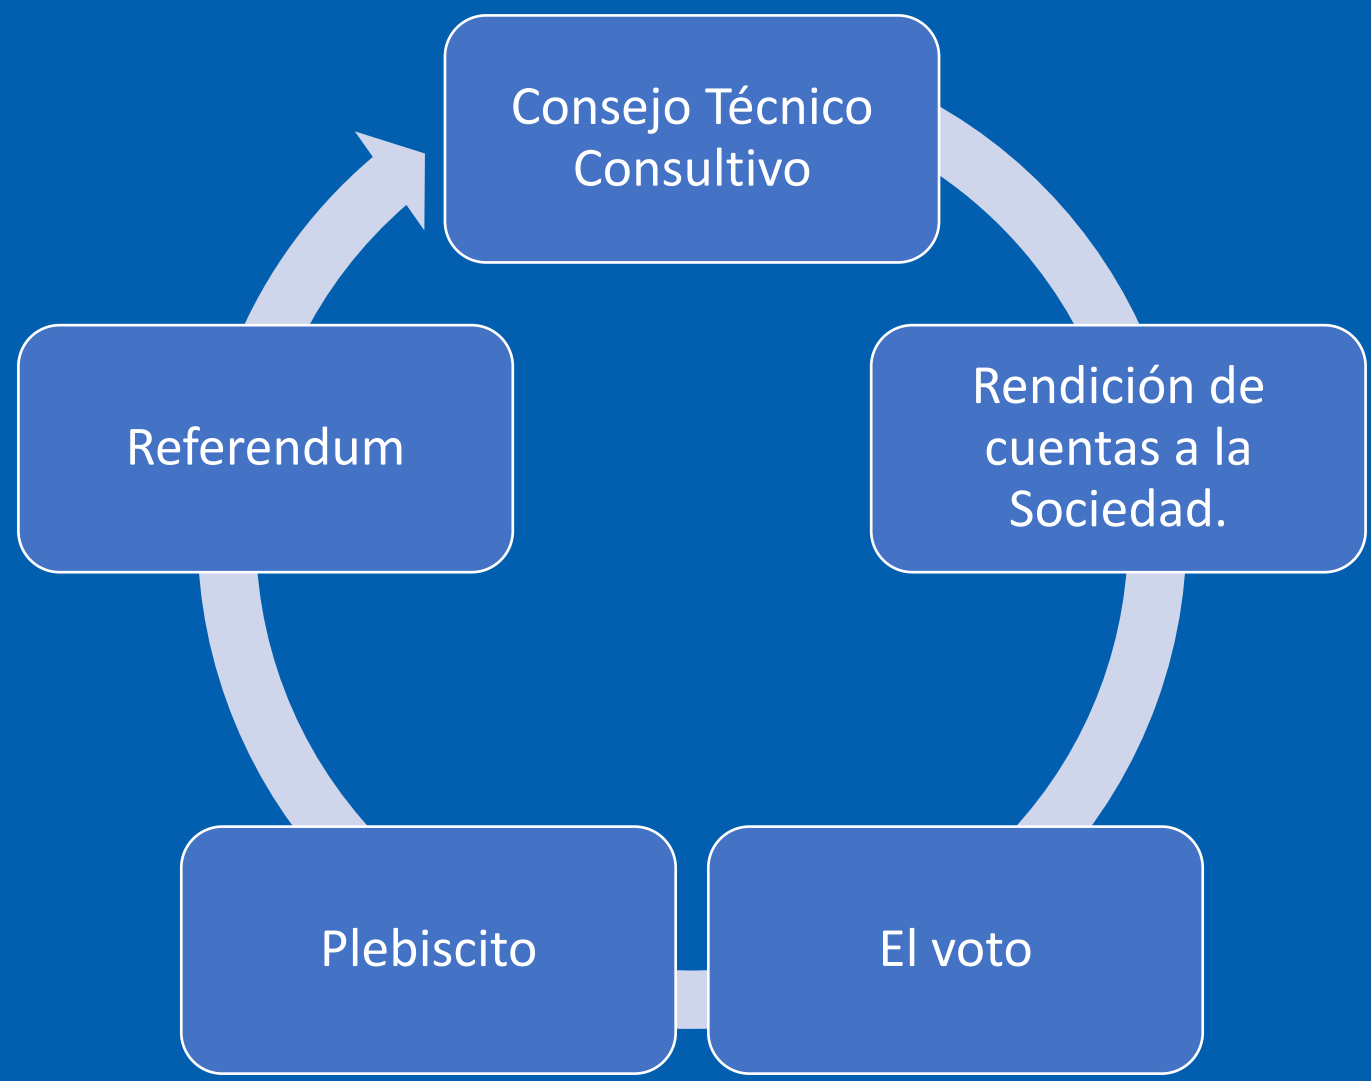 Consejo Técnico
Consultivo
Rendición de
cuentas a la
Sociedad.
El voto
Plebiscito
Referendum